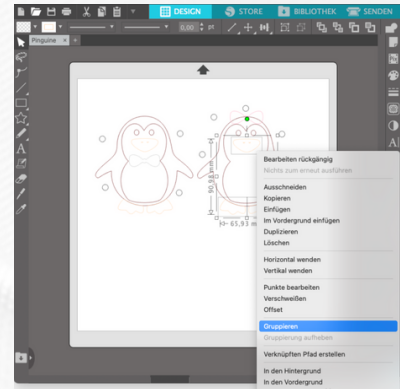 DESIGN
STORE
BIBLIOTHEK
SENDEN
0,00 pt
Pinguine ×
90,94 mm
65,93 mm
Bearbeiten rückgängig
Nichts zum erneut ausführen
Ausschneiden
Kopieren
Einfügen
Im Vordergrund einfügen
Duplizieren
Löschen
Horizontal wenden
Vertikal wenden
Punkte bearbeiten
Verschweißen
Offset
Gruppieren
Gruppierung aufheben
Verknüpften Pfad erstellen
In den Hintergrund
In den Vordergrund